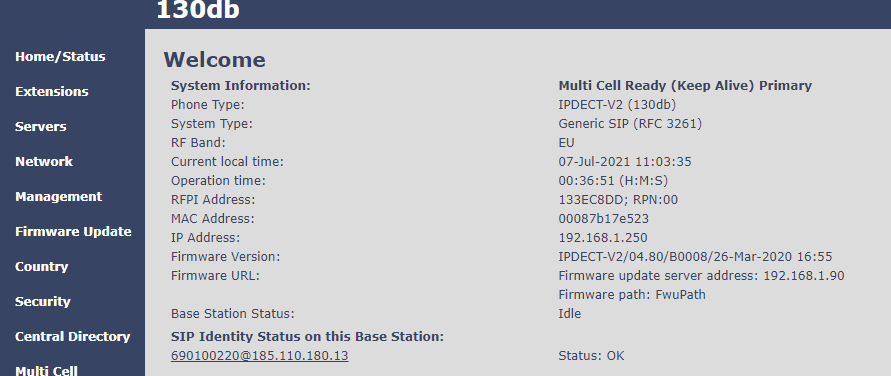 130db
Home/Status
Extensions
Servers
Network
Management
Firmware Update
Country
Security
Central Directory
Multi Cell
Welcome
System Information: Multi Cell Ready (Keep Alive) Primary
Phone Type: IPDECT-V2 (130db)
System Type: Generic SIP (RFC 3261)
RF Band: EU
Current local time: 07-Jul-2021 11:03:35
Operation time: 00:36:51 (H:M:S)
RFPI Address: 133EC8DD; RPN:00
MAC Address: 00087b17e523
IP Address: 192.168.1.250
Firmware Version: IPDECT-V2/04.80/B0008/26-Mar-2020 16:55
Firmware URL: Firmware update server address: 192.168.1.90
Firmware path: FwuPath
Base Station Status: Idle
SIP Identity Status on this Base Station:
690100220@185.110.180.13 Status: OK